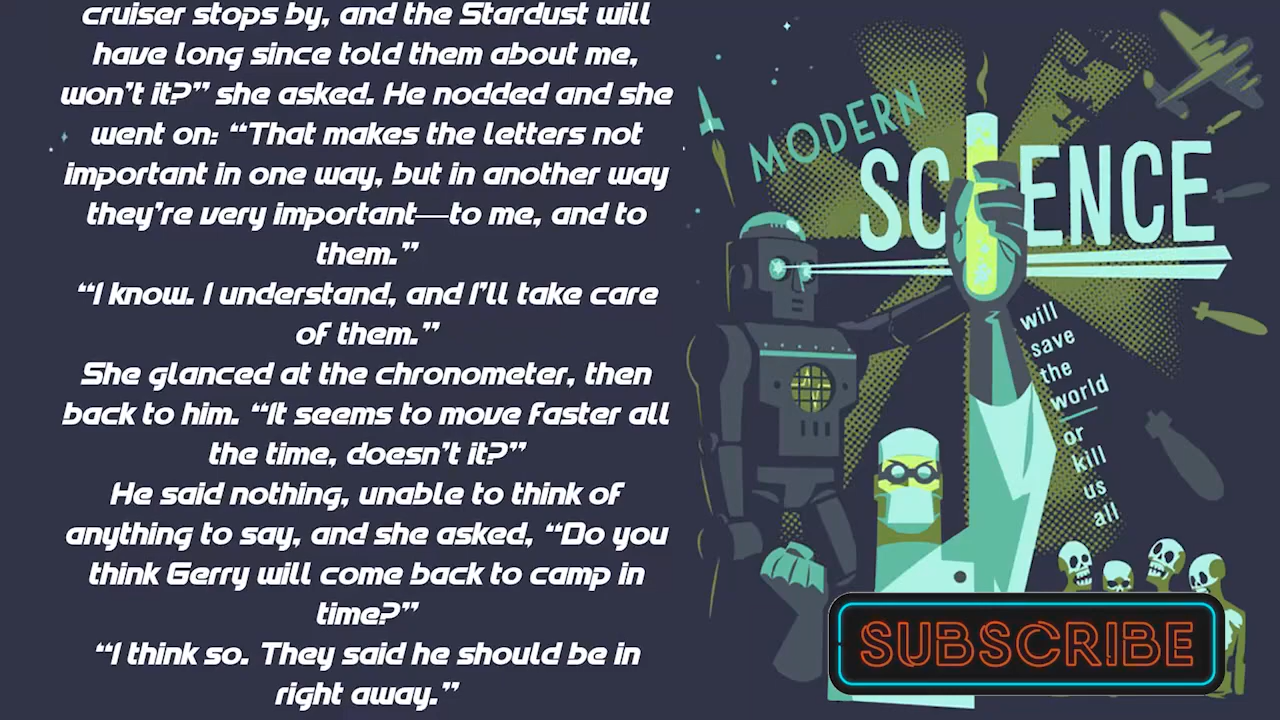 cruiser stops by, and the Stardust will
have long since told them about me,
won't it?” she asked. He nodded and she
went on: “That makes the letters not
important in one way, but in another way
they're very important—to me, and to
them.”
“I know. I understand, and I'll take care
of them.”
She glanced at the chronometer, then
back to him. “It seems to move faster all
the time, doesn't it?”
He said nothing, unable to think of
anything to say, and she asked, “Do you
think Gerry will come back to camp in
time?”
“I think so. They said he should be in
right away.”
MODERN
SCIENCE
will
save
the
world
or
kill
us
all
SUBSCRIBE